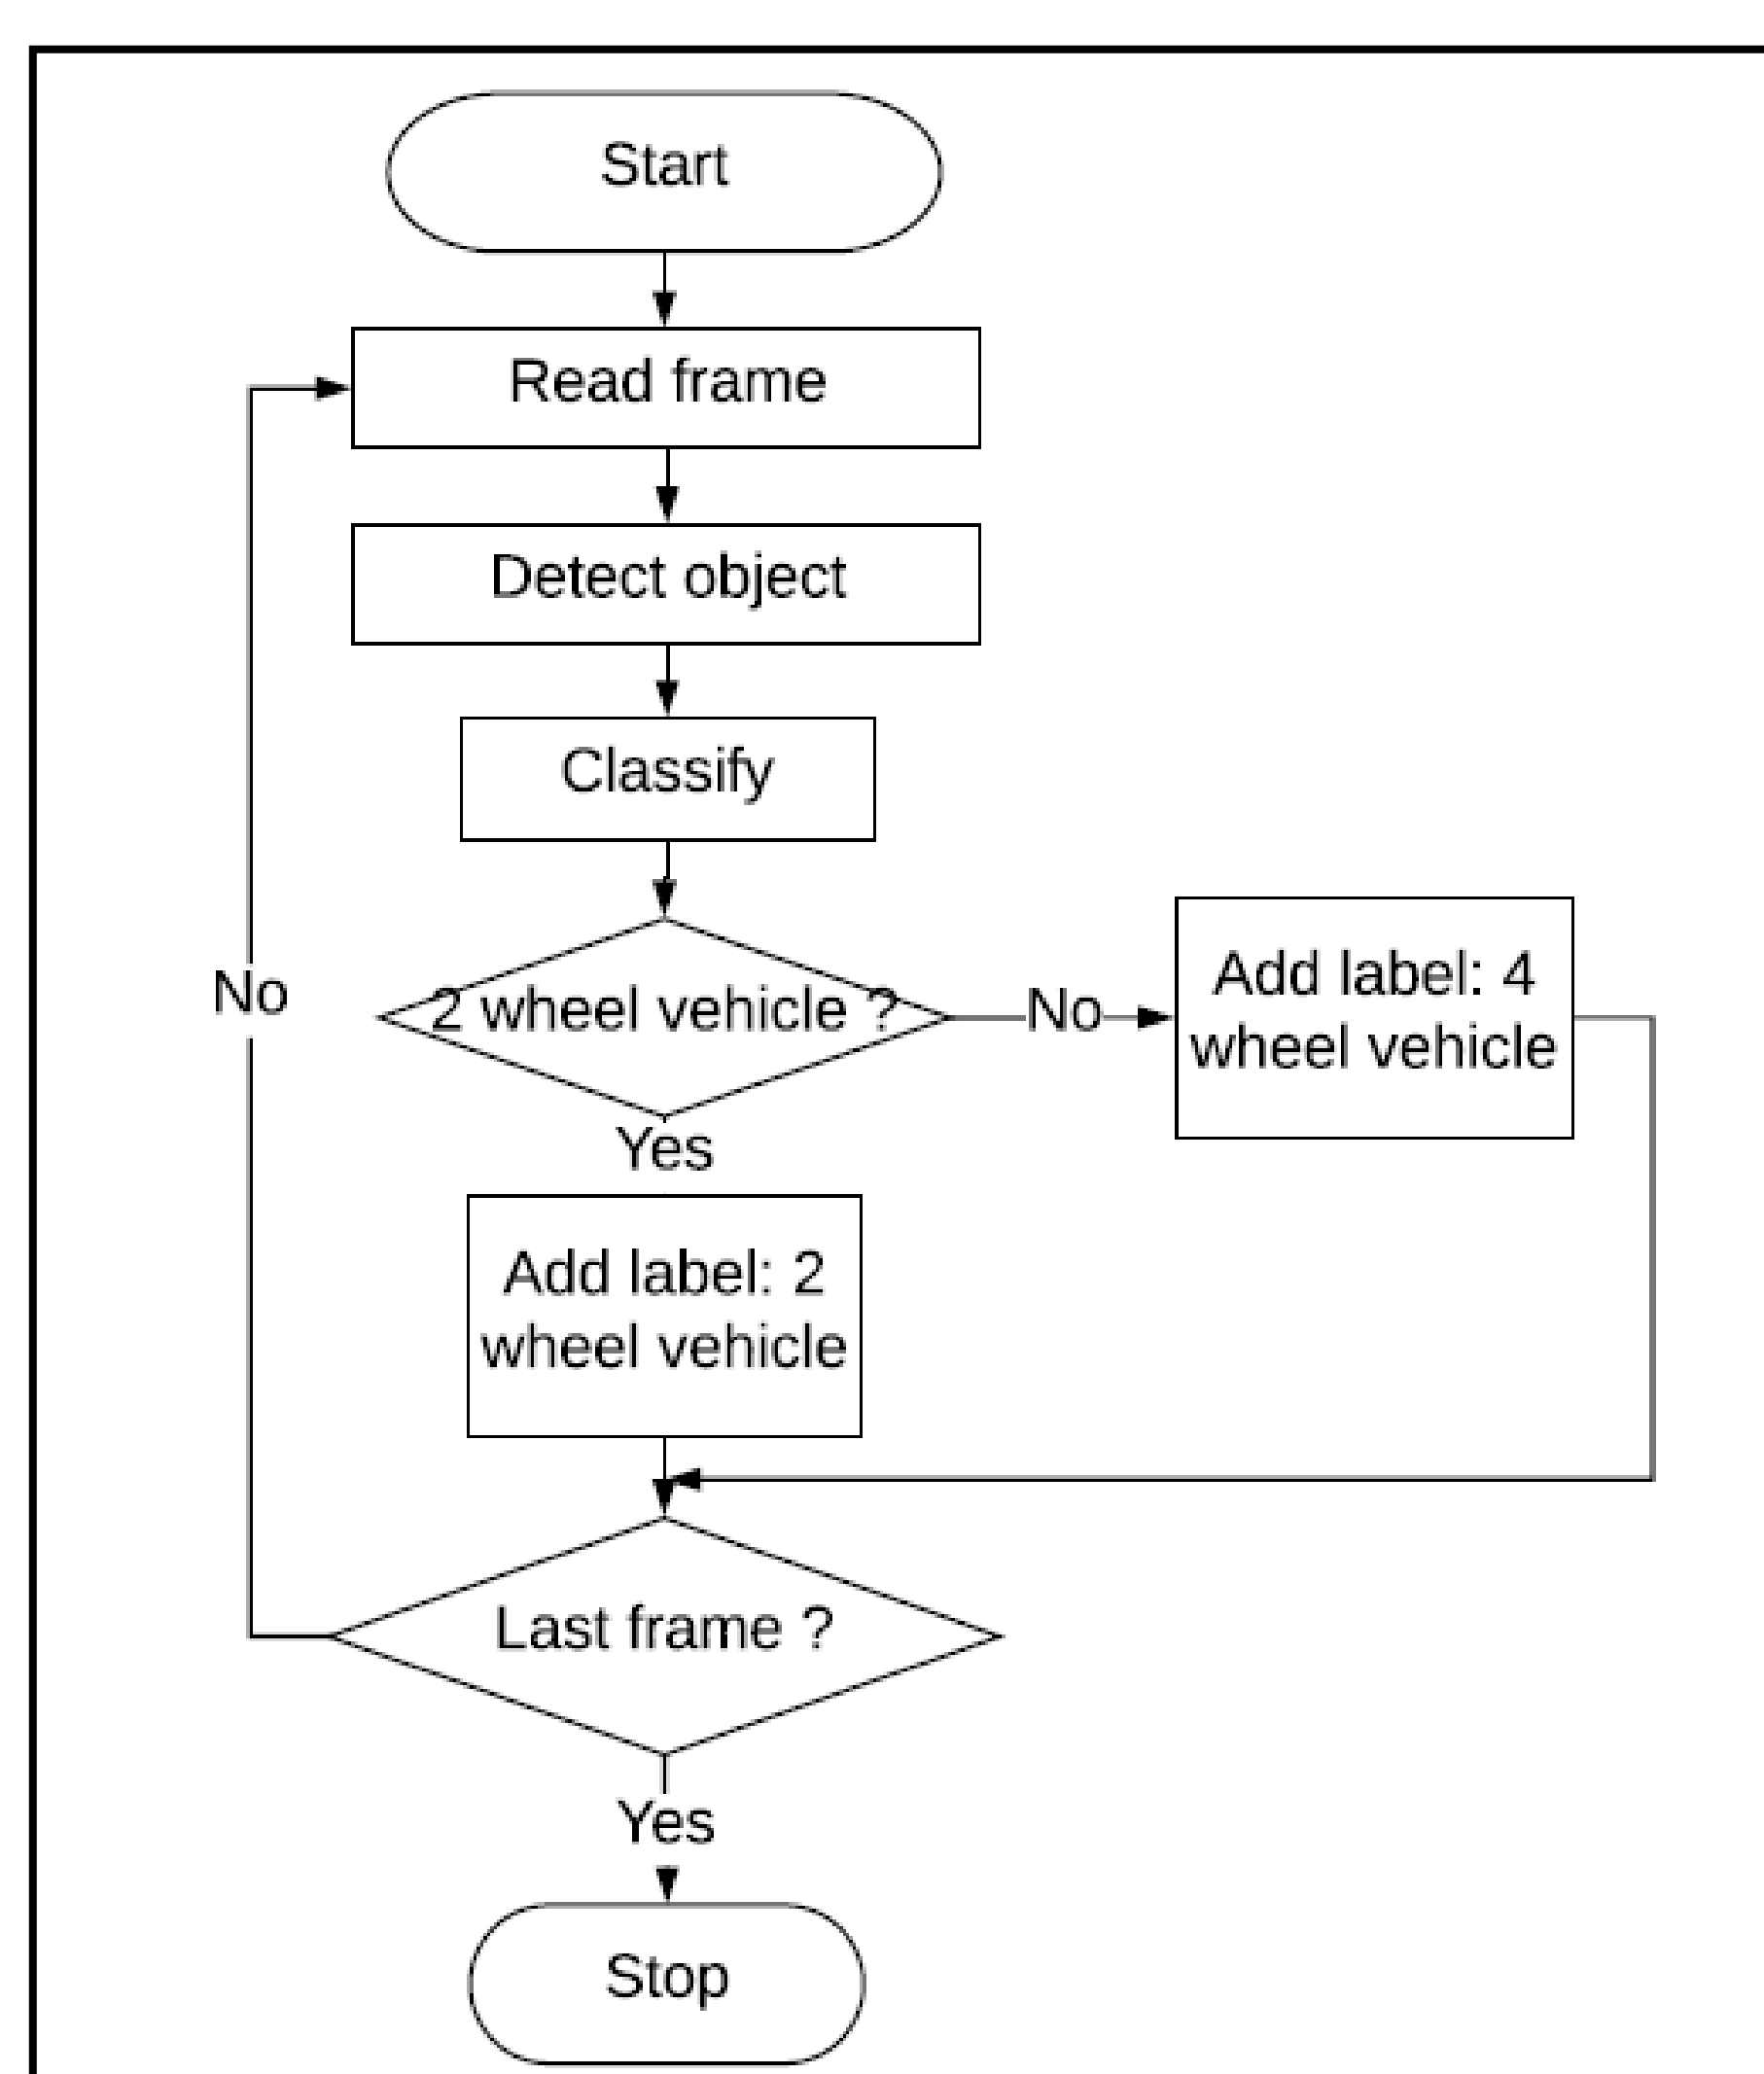 Start
Read frame
Detect object
Classify
2 wheel vehicle ?
No
Add label: 4
wheel vehicle
No
Yes
Add label: 2
wheel vehicle
Last frame ?
Yes
Stop